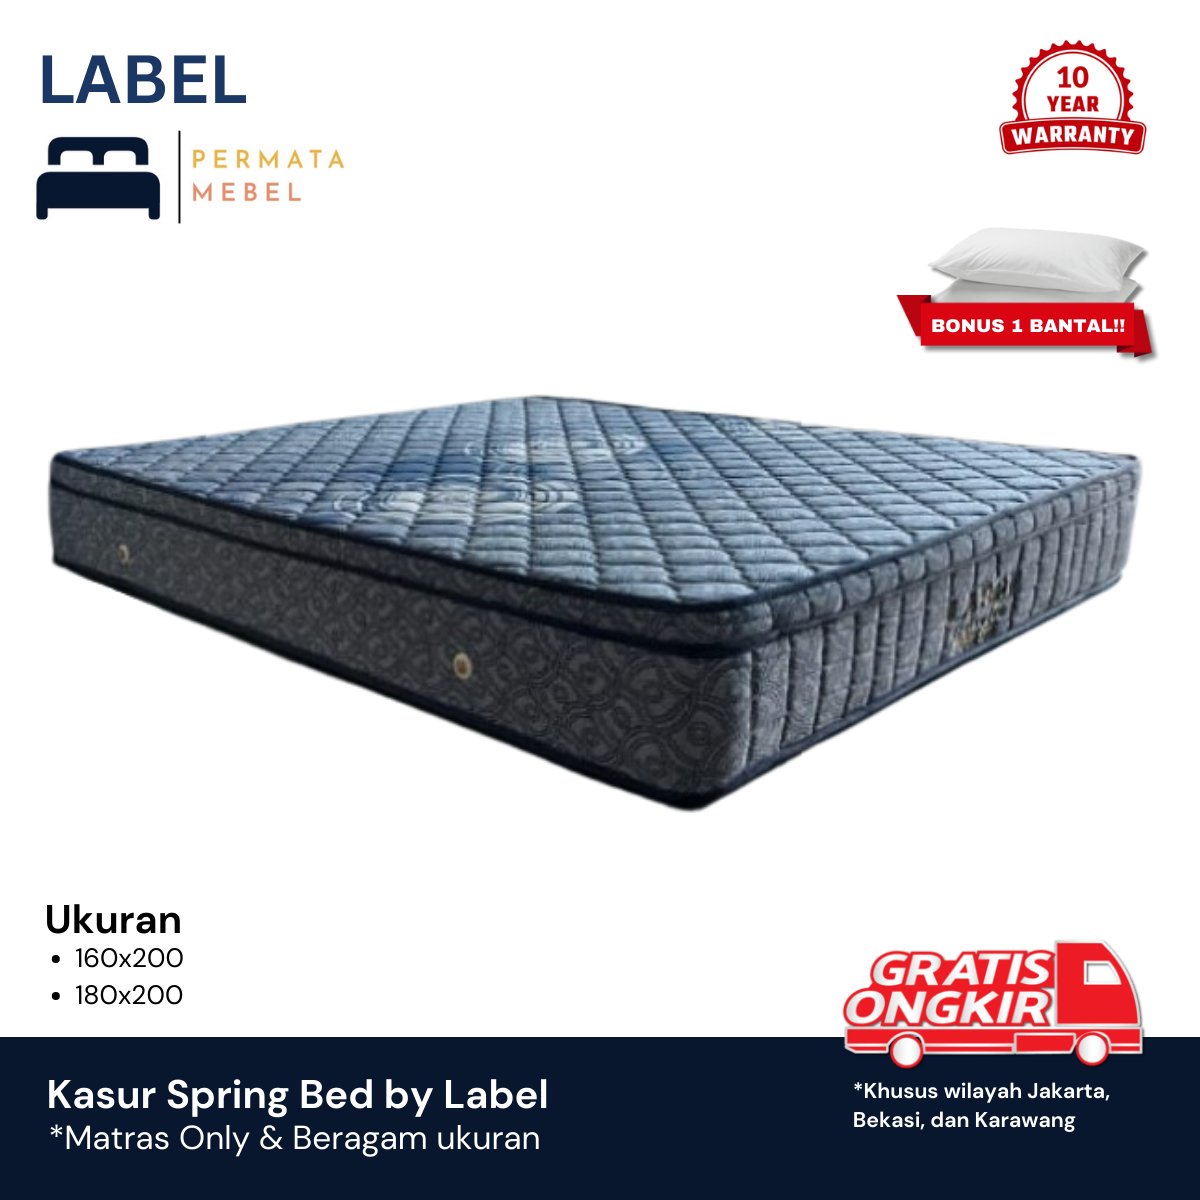 LABEL
PERMATA
MEBEL
10
YEAR
WARRANTY
BONUS 1 BANTAL!!
LABEL
Ukuran
160x200
180x200
GRATIS
ONGKIR
Kasur Spring Bed by Label
*Matras Only & Beragam ukuran
*Khusus wilayah Jakarta,
Bekasi, dan Karawang